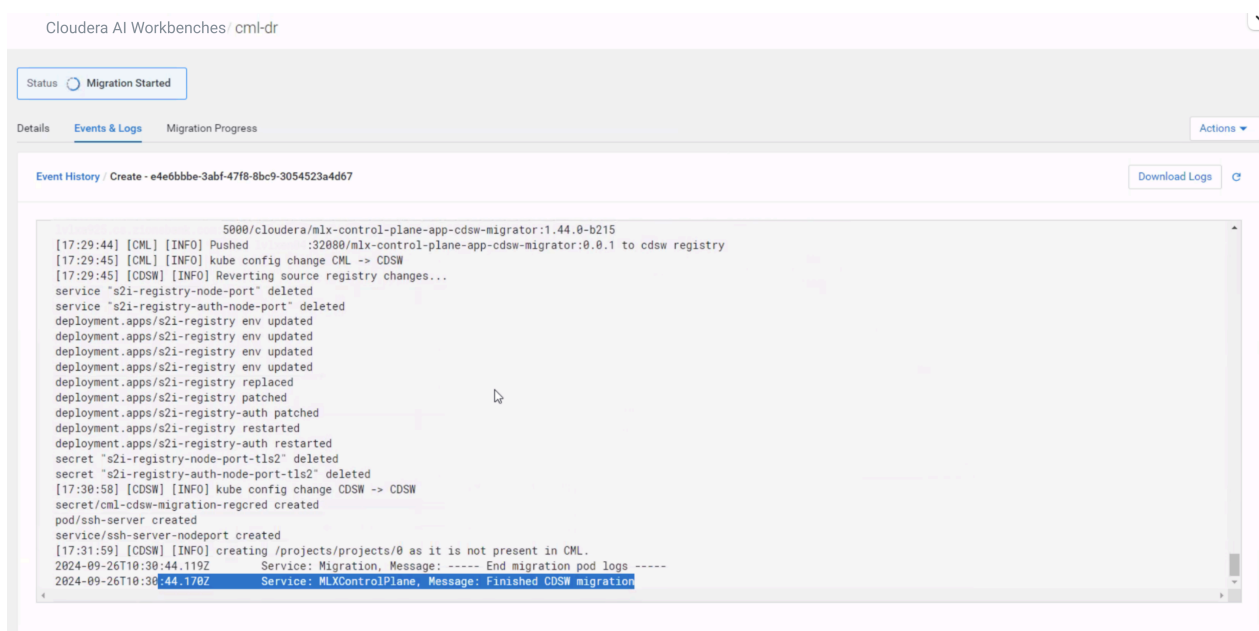 Cloudera AI Workbenches / cml-dr
Status Migration Started
Details Events & Logs Migration Progress
Actions
Event History / Create - e4e6bbbe-3abf-47f8-8bc9-3054523a4d67
Download Logs
5000/cloudera/mlx-control-plane-app-cdsw-migrator:1.44.0-b215
[17:29:44] [CML] [INFO] Pushed :32080/mlx-control-plane-app-cdsw-migrator:0.0.1 to cdsw registry
[17:29:45] [CML] [INFO] kube config change CML -> CDSW
[17:29:45] [CDSW] [INFO] Reverting source registry changes...
service "s2i-registry-node-port" deleted
service "s2i-registry-auth-node-port" deleted
deployment.apps/s2i-registry env updated
deployment.apps/s2i-registry env updated
deployment.apps/s2i-registry env updated
deployment.apps/s2i-registry env updated
deployment.apps/s2i-registry replaced
deployment.apps/s2i-registry patched
deployment.apps/s2i-registry-auth patched
deployment.apps/s2i-registry restarted
deployment.apps/s2i-registry-auth restarted
secret "s2i-registry-node-port-tls2" deleted
secret "s2i-registry-auth-node-port-tls2" deleted
[17:30:58] [CDSW] [INFO] kube config change CDSW -> CDSW
secret/cml-cdsw-migration-regcred created
pod/ssh-server created
service/ssh-server-nodeport created
[17:31:59] [CDSW] [INFO] creating /projects/projects/0 as it is not present in CML.
2024-09-26T10:30:44.119Z Service: Migration, Message: ----- End migration pod logs -----
2024-09-26T10:30:44.170Z Service: MLXControlPlane, Message: Finished CDSW migration